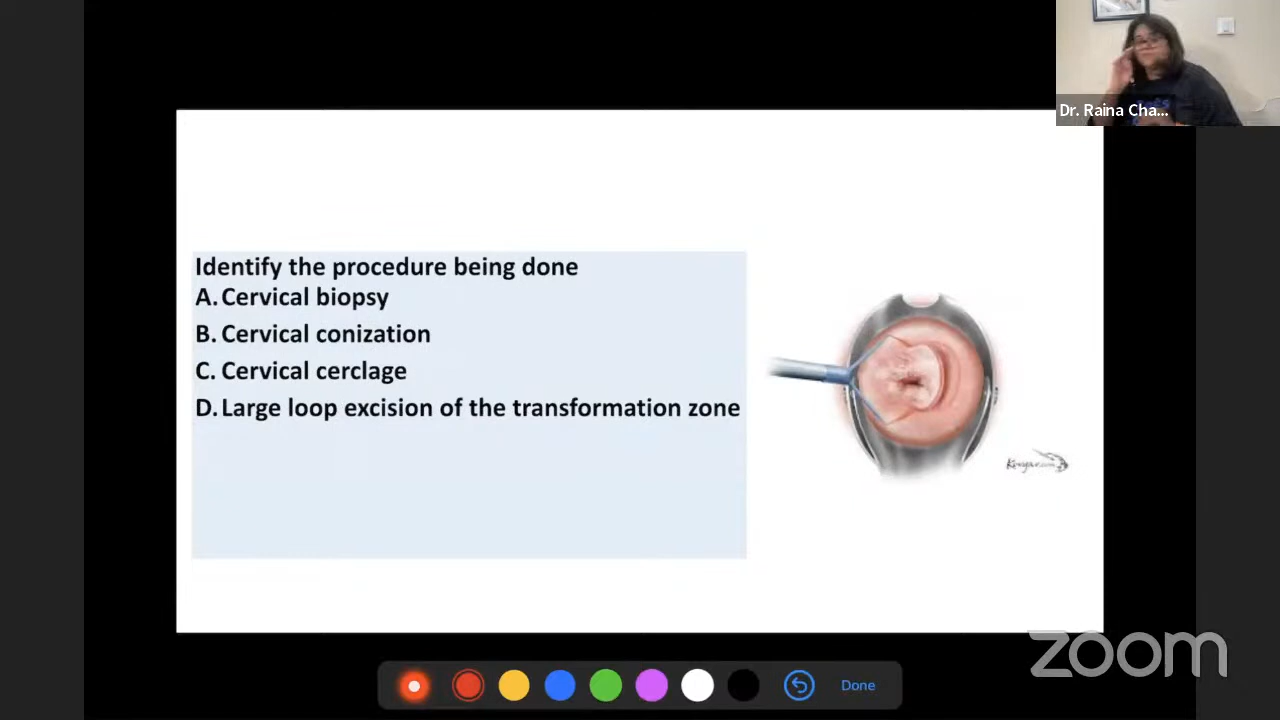 Dr. Raina Cha...
Identify the procedure being done
A. Cervical biopsy
B. Cervical conization
C. Cervical cerclage
D. Large loop excision of the transformation zone
zoom
Done